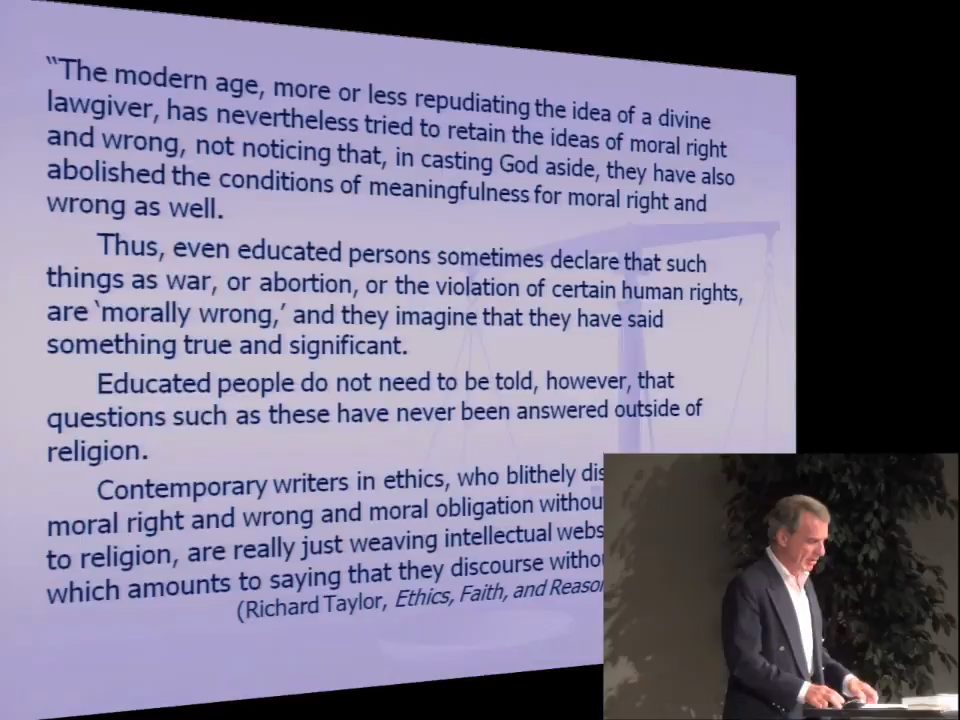 “The modern age, more or less repudiating the idea of a divine
lawgiver, has nevertheless tried to retain the ideas of moral right
and wrong, not noticing that, in casting God aside, they have also
abolished the conditions of meaningfulness for moral right and
wrong as well.
Thus, even educated persons sometimes declare that such
things as war, or abortion, or the violation of certain human rights,
are ‘morally wrong,’ and they imagine that they have said
something true and significant.
Educated people do not need to be told, however, that
questions such as these have never been answered outside of
religion.
Contemporary writers in ethics, who blithely
moral right and wrong and moral obligation
to religion, are really just weaving intellectual webs
which amounts to saying that they discourse
(Richard Taylor, Ethics, Faith, and